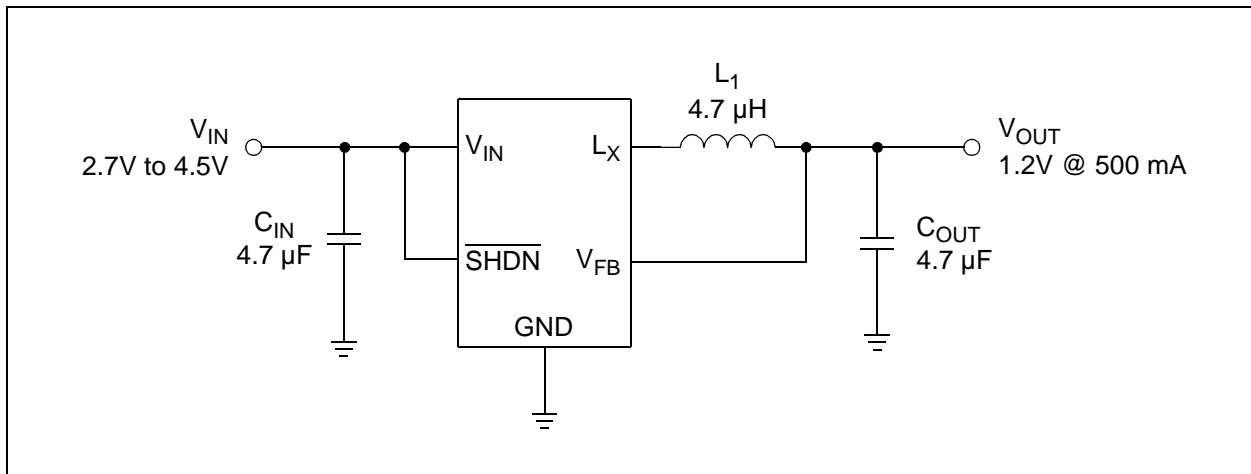 L1
4.7 µH
VIN
2.7V to 4.5V
VIN
LX
VOUT
1.2V @ 500 mA
CIN
4.7 µF
SHDN
VFB
COUT
4.7 µF
GND